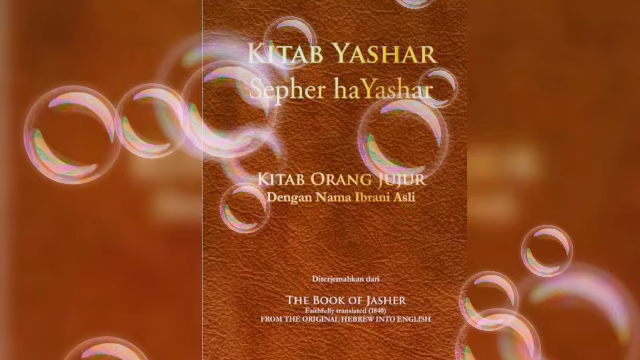 KITAB YASHAR
Sepher haYashar
KITAB ORANG JUJUR
Dengan Nama Ibrani Asli
Diterjemahkan dari
THE BOOK OF JASHER
Faithfully translated (1840)
FROM THE ORIGINAL HEBREW INTO ENGLISH